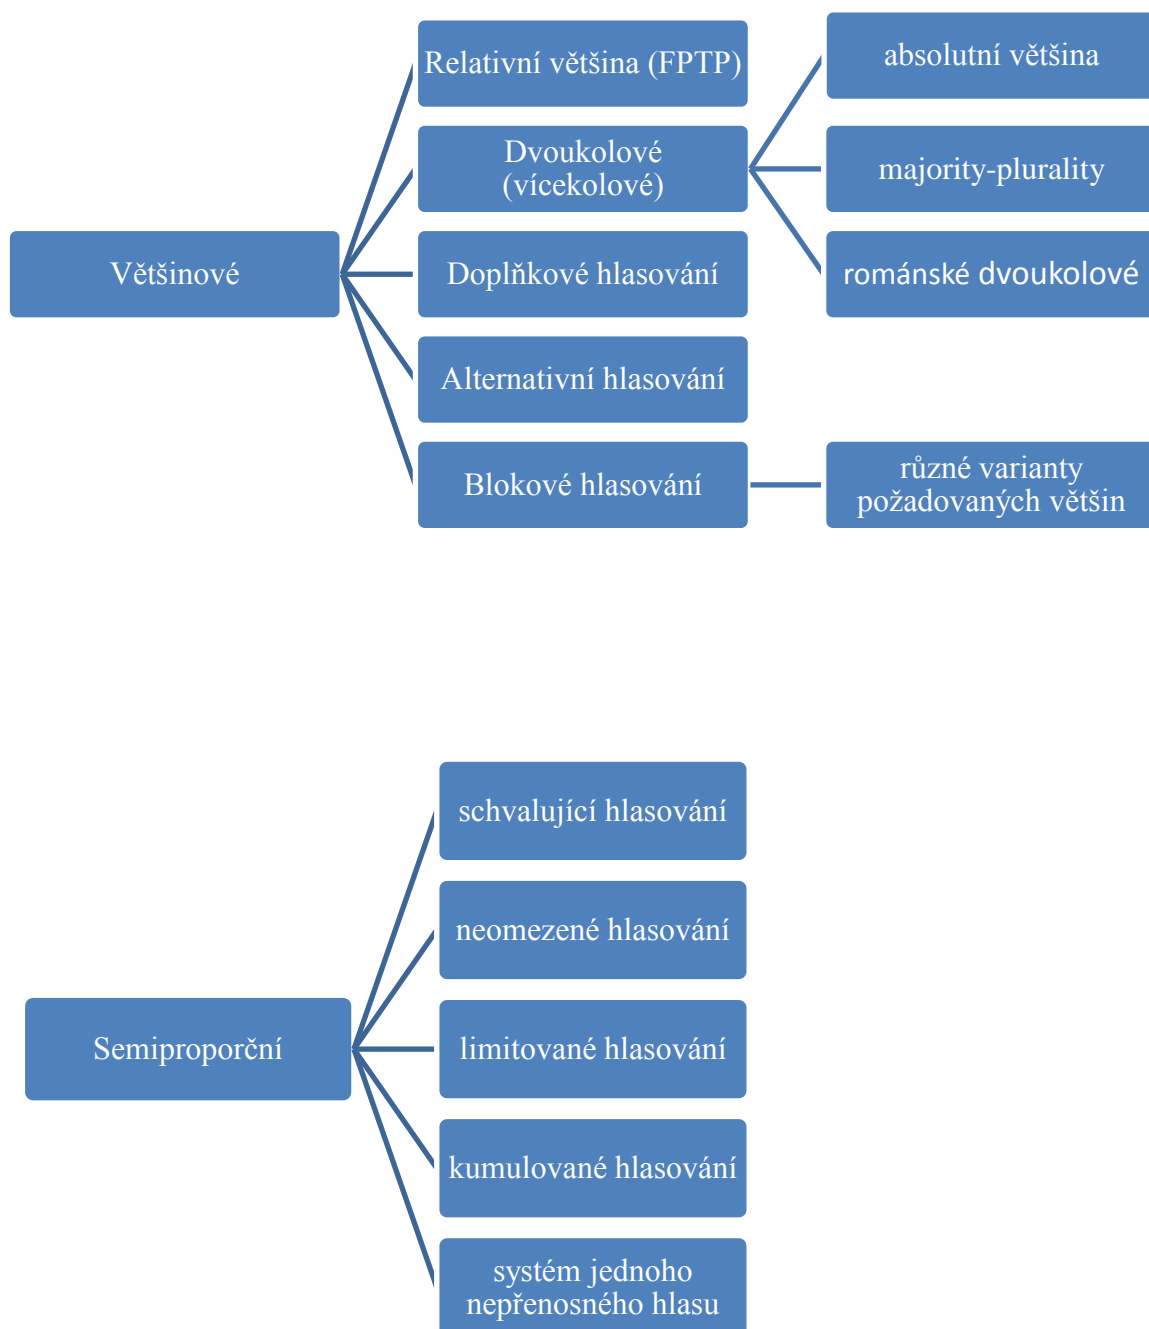 Většinové
Relativní většina (FPTP)
Dvoukolové
(vícekolové)
absolutní většina
majority-plurality
románské dvoukolové
Doplňkové hlasování
Alternativní hlasování
Blokové hlasování
různé varianty
požadovaných většin
Semiproporční
schvalující hlasování
neomezené hlasování
limitované hlasování
kumulované hlasování
systém jednoho
nepřenosného hlasu